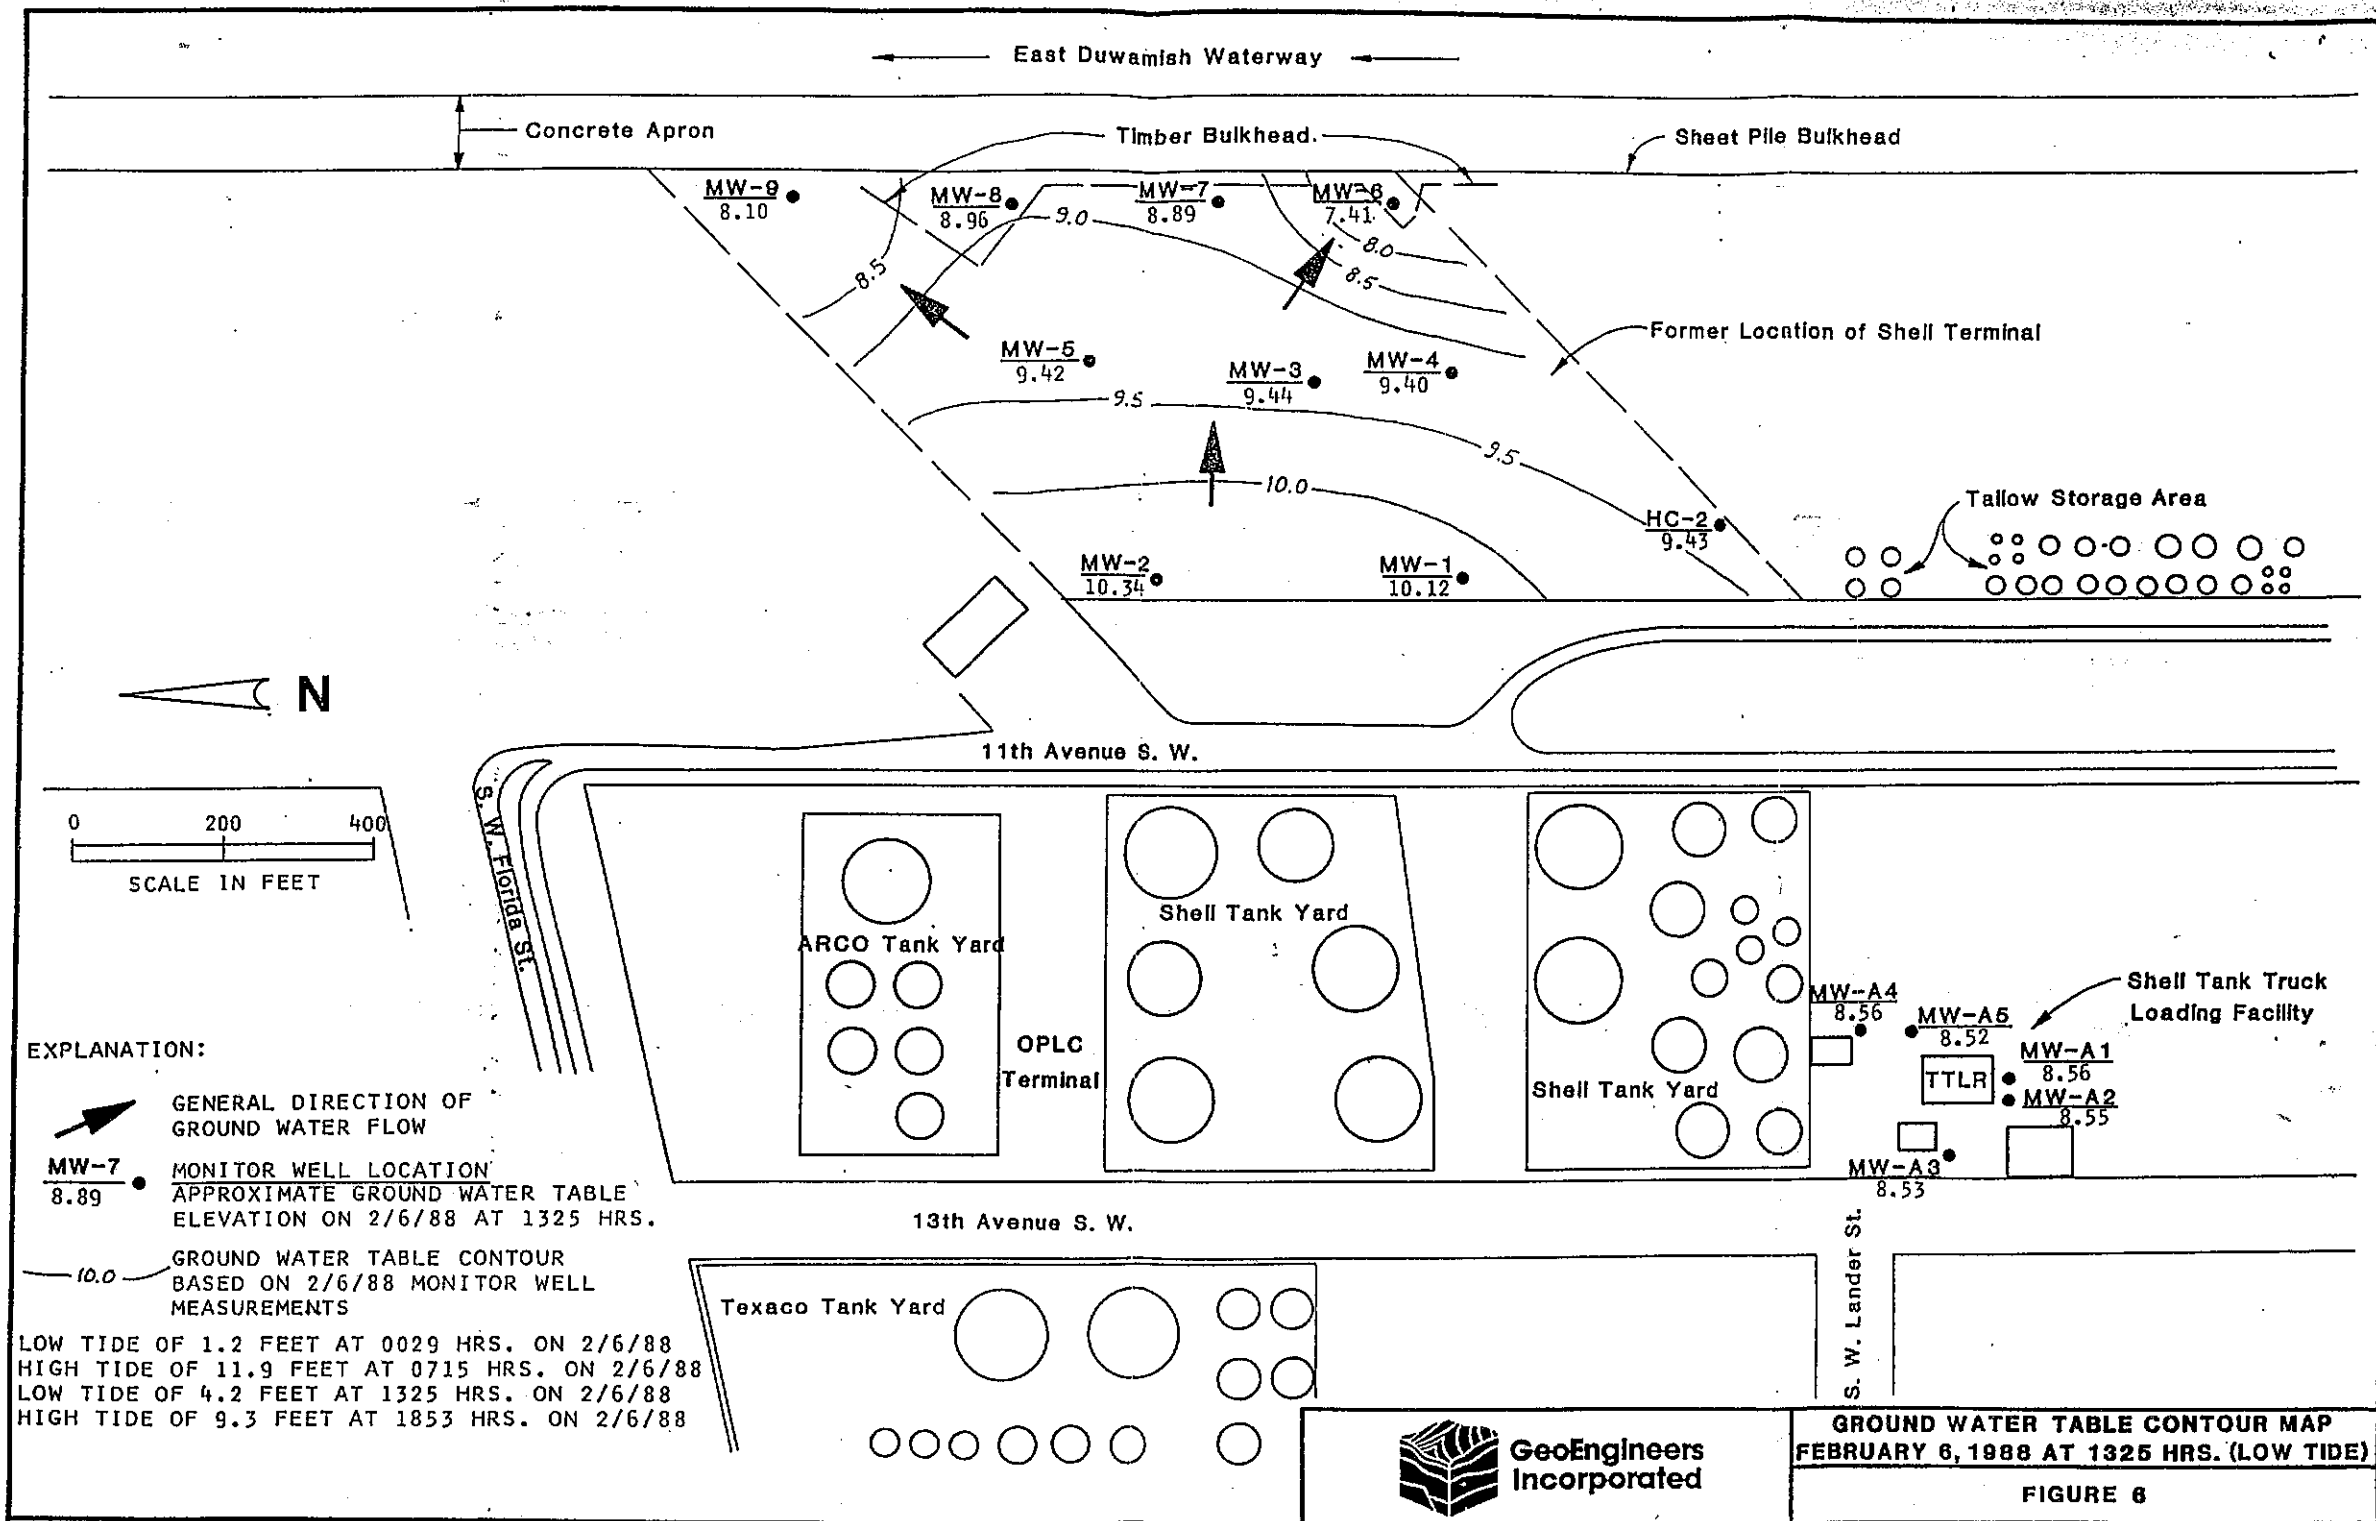 East Duwamish Waterway
Concrete Apron
Timber Bulkhead.
Sheet Pile Bulkhead
MW-9
8.10
MW-8
8.96
MW-7
8.89
MW-6
7.41
9.0
8.0
8.5
8.5
Former Location of Shell Terminal
MW-5
9.42
MW-3
9.44
MW-4
9.40
9.5
9.5
10.0
Tallow Storage Area
HC-2
9.43
MW-2
10.34
MW-1
10.12
N
11th Avenue S. W.
0 200 400
SCALE IN FEET
S. W. Florida St.
ARCO Tank Yard
Shell Tank Yard
OPLC
Terminal
Shell Tank Yard
MW-A4
8.56
MW-A5
8.52
Shell Tank Truck
Loading Facility
TTLR
MW-A1
8.56
MW-A2
8.55
MW-A3
8.53
EXPLANATION:
GENERAL DIRECTION OF
GROUND WATER FLOW
MW-7
8.89
MONITOR WELL LOCATION
APPROXIMATE GROUND WATER TABLE
ELEVATION ON 2/6/88 AT 1325 HRS.
10.0
GROUND WATER TABLE CONTOUR
BASED ON 2/6/88 MONITOR WELL
MEASUREMENTS
13th Avenue S. W.
S. W. Lander St.
Texaco Tank Yard
LOW TIDE OF 1.2 FEET AT 0029 HRS. ON 2/6/88
HIGH TIDE OF 11.9 FEET AT 0715 HRS. ON 2/6/88
LOW TIDE OF 4.2 FEET AT 1325 HRS. ON 2/6/88
HIGH TIDE OF 9.3 FEET AT 1853 HRS. ON 2/6/88
GeoEngineers
Incorporated
GROUND WATER TABLE CONTOUR MAP
FEBRUARY 6, 1988 AT 1325 HRS. (LOW TIDE)
FIGURE 6